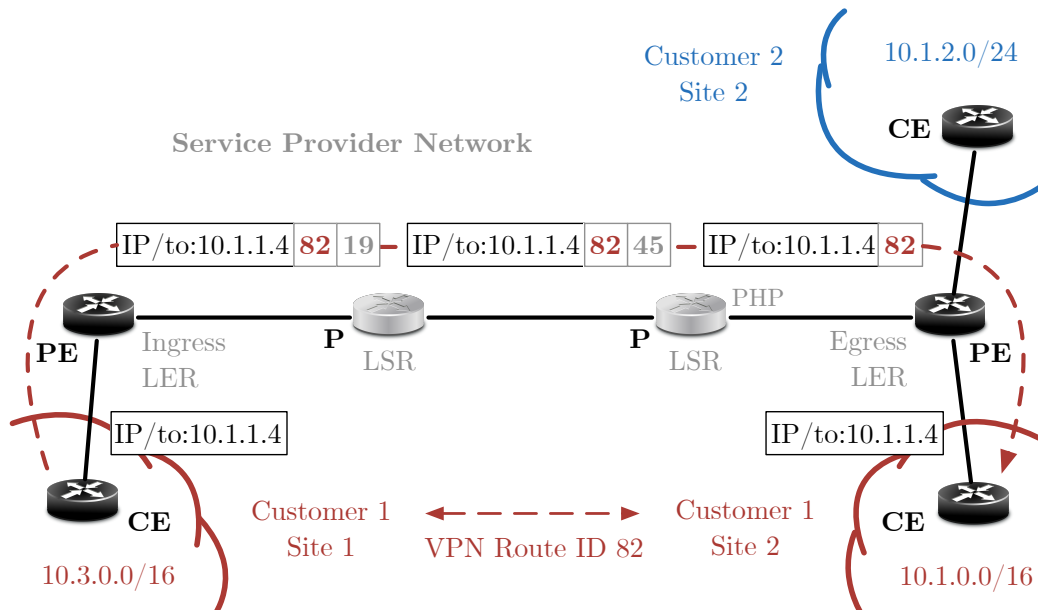 Customer 2
Site 2
10.1.2.0/24
CE
Service Provider Network
IP/to:10.1.1.4 82 19
IP/to:10.1.1.4 82 45
IP/to:10.1.1.4 82
PHP
PE
Ingress
LER
P
LSR
P
LSR
Egress
LER
PE
IP/to:10.1.1.4
IP/to:10.1.1.4
CE
Customer 1
Site 1
VPN Route ID 82
Customer 1
Site 2
CE
10.3.0.0/16
10.1.0.0/16